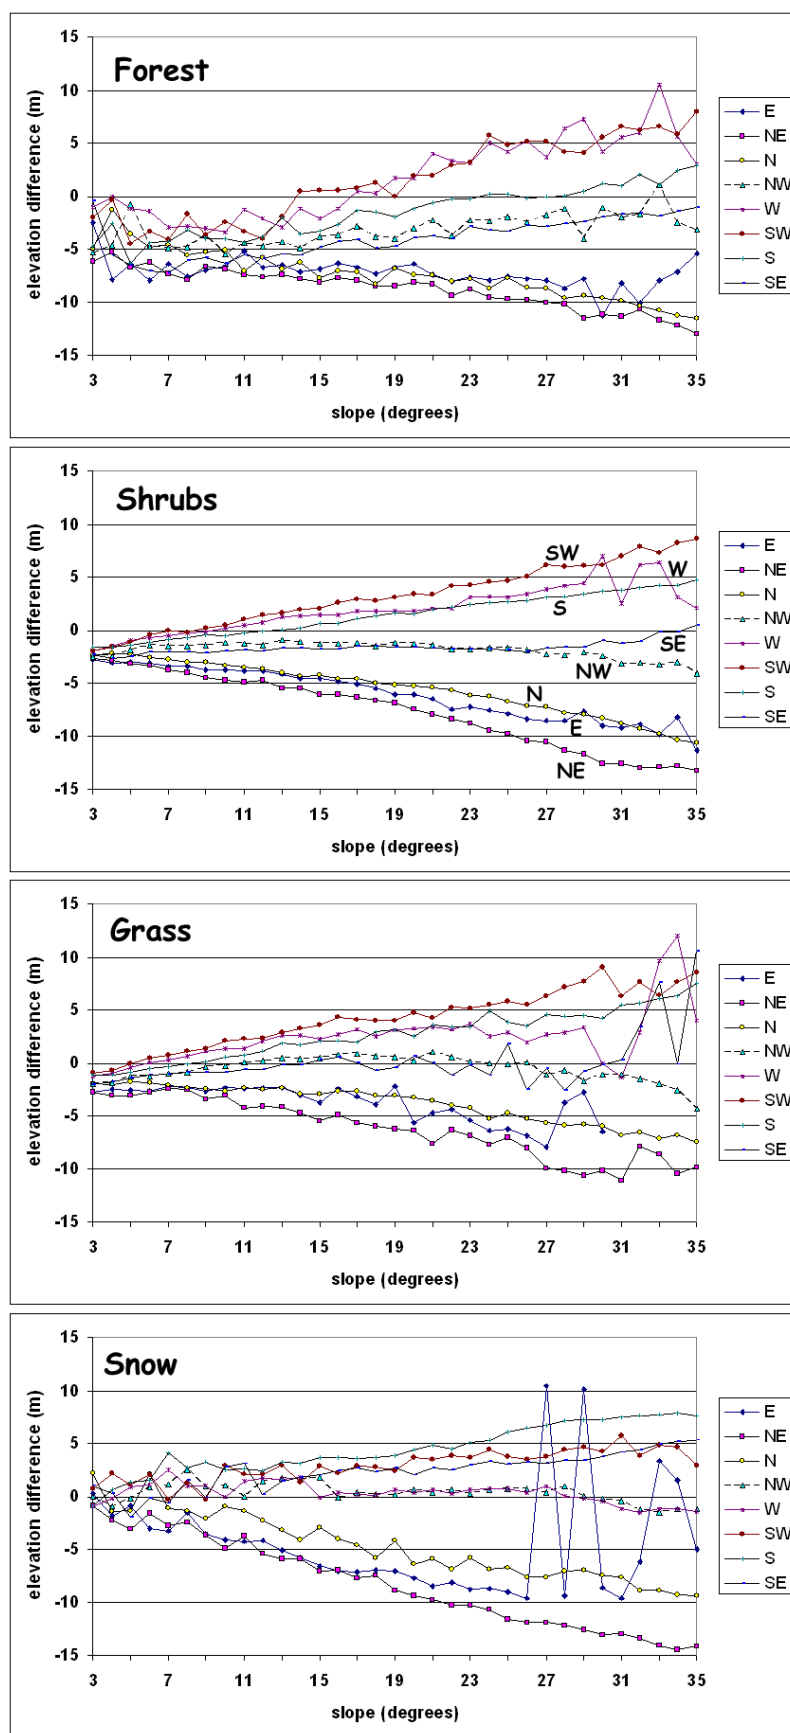 Forest
elevation difference (m)
15
10
5
0
-5
-10
-15
3 7 11 15 19 23 27 31 35
slope (degrees)
E
NE
N
NW
W
SW
S
SE
Shrubs
elevation difference (m)
15
10
5
0
-5
-10
-15
SW
W
S
SE
NW
N
E
NE
3 7 11 15 19 23 27 31 35
slope (degrees)
E
NE
N
NW
W
SW
S
SE
Grass
elevation difference (m)
15
10
5
0
-5
-10
-15
3 7 11 15 19 23 27 31 35
slope (degrees)
E
NE
N
NW
W
SW
S
SE
Snow
elevation difference (m)
15
10
5
0
-5
-10
-15
3 7 11 15 19 23 27 31 35
slope (degrees)
E
NE
N
NW
W
SW
S
SE